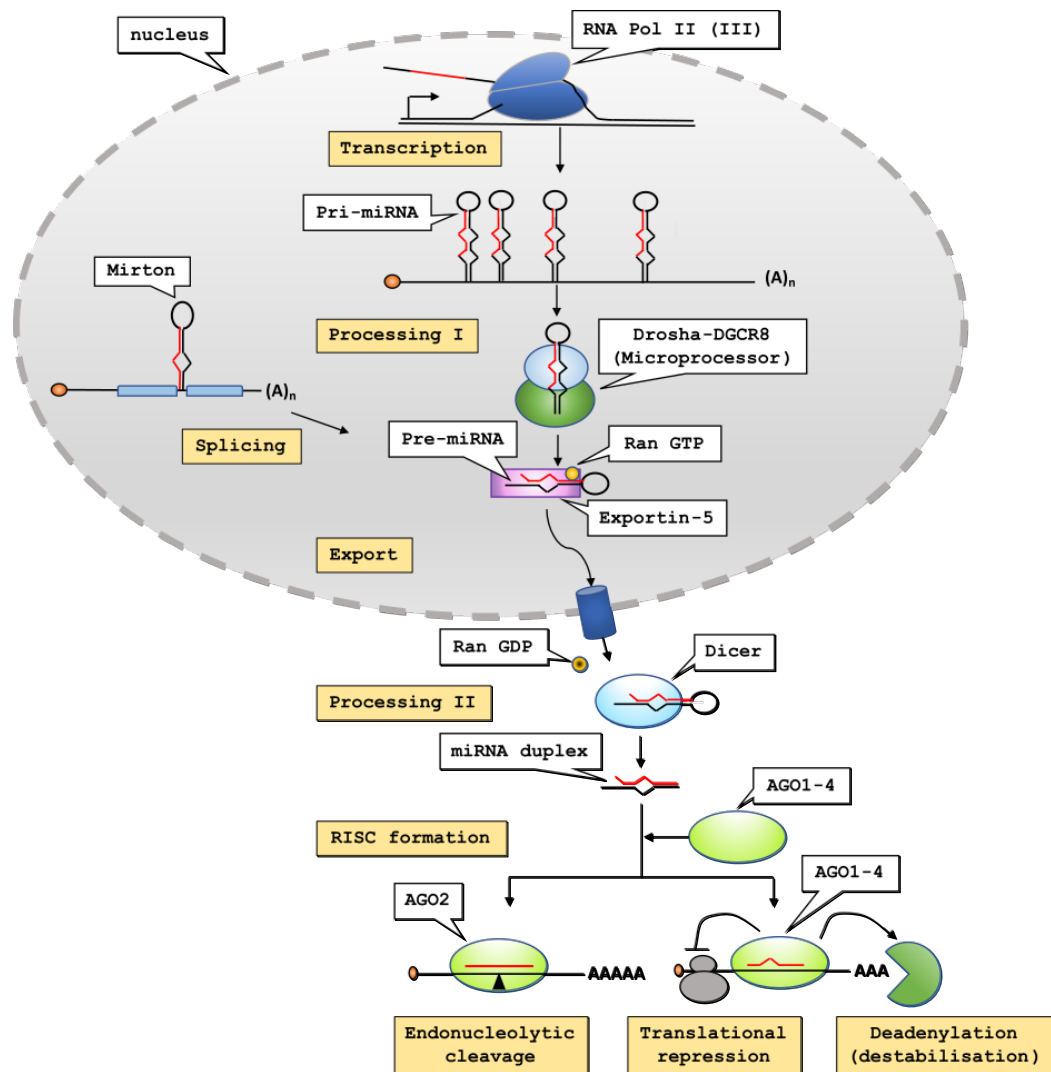 nucleus
RNA Pol II (III)
Transcription
Pri-miRNA
(A)n
Mirton
Processing I
Drosha-DGCR8
(Microprocessor)
(A)n
Splicing
Pre-miRNA
Ran GTP
Exportin-5
Export
Ran GDP
Dicer
Processing II
miRNA duplex
AGO1-4
RISC formation
AGO2
AGO1-4
AAAAA
AAA
Endonucleolytic
cleavage
Translational
repression
Deadenylation
(destabilisation)